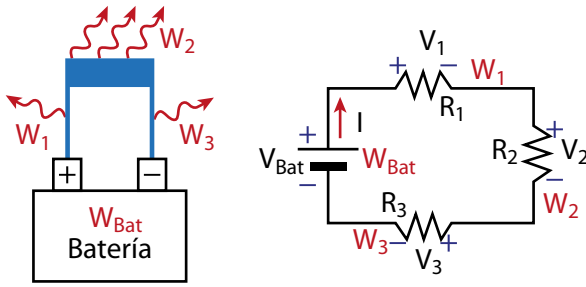 W2
W1
W3
+
−
WBat
Batería
V1
+
−
W1
I
R1
+
VBat
WBat
−
+
R2
V2
−
W2
R3
W3
−
+
V3